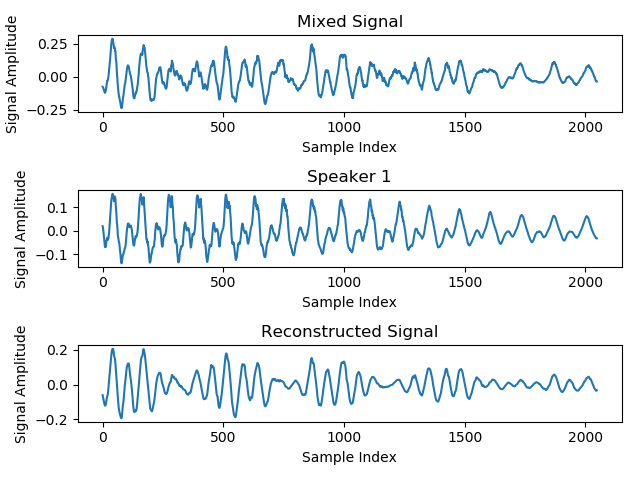 Mixed Signal
Signal Amplitude
0.25
0.00
−0.25
0
500
1000
1500
2000
Sample Index
Speaker 1
Signal Amplitude
0.1
0.0
−0.1
0
500
1000
1500
2000
Sample Index
Reconstructed Signal
Signal Amplitude
0.2
0.0
−0.2
0
500
1000
1500
2000
Sample Index